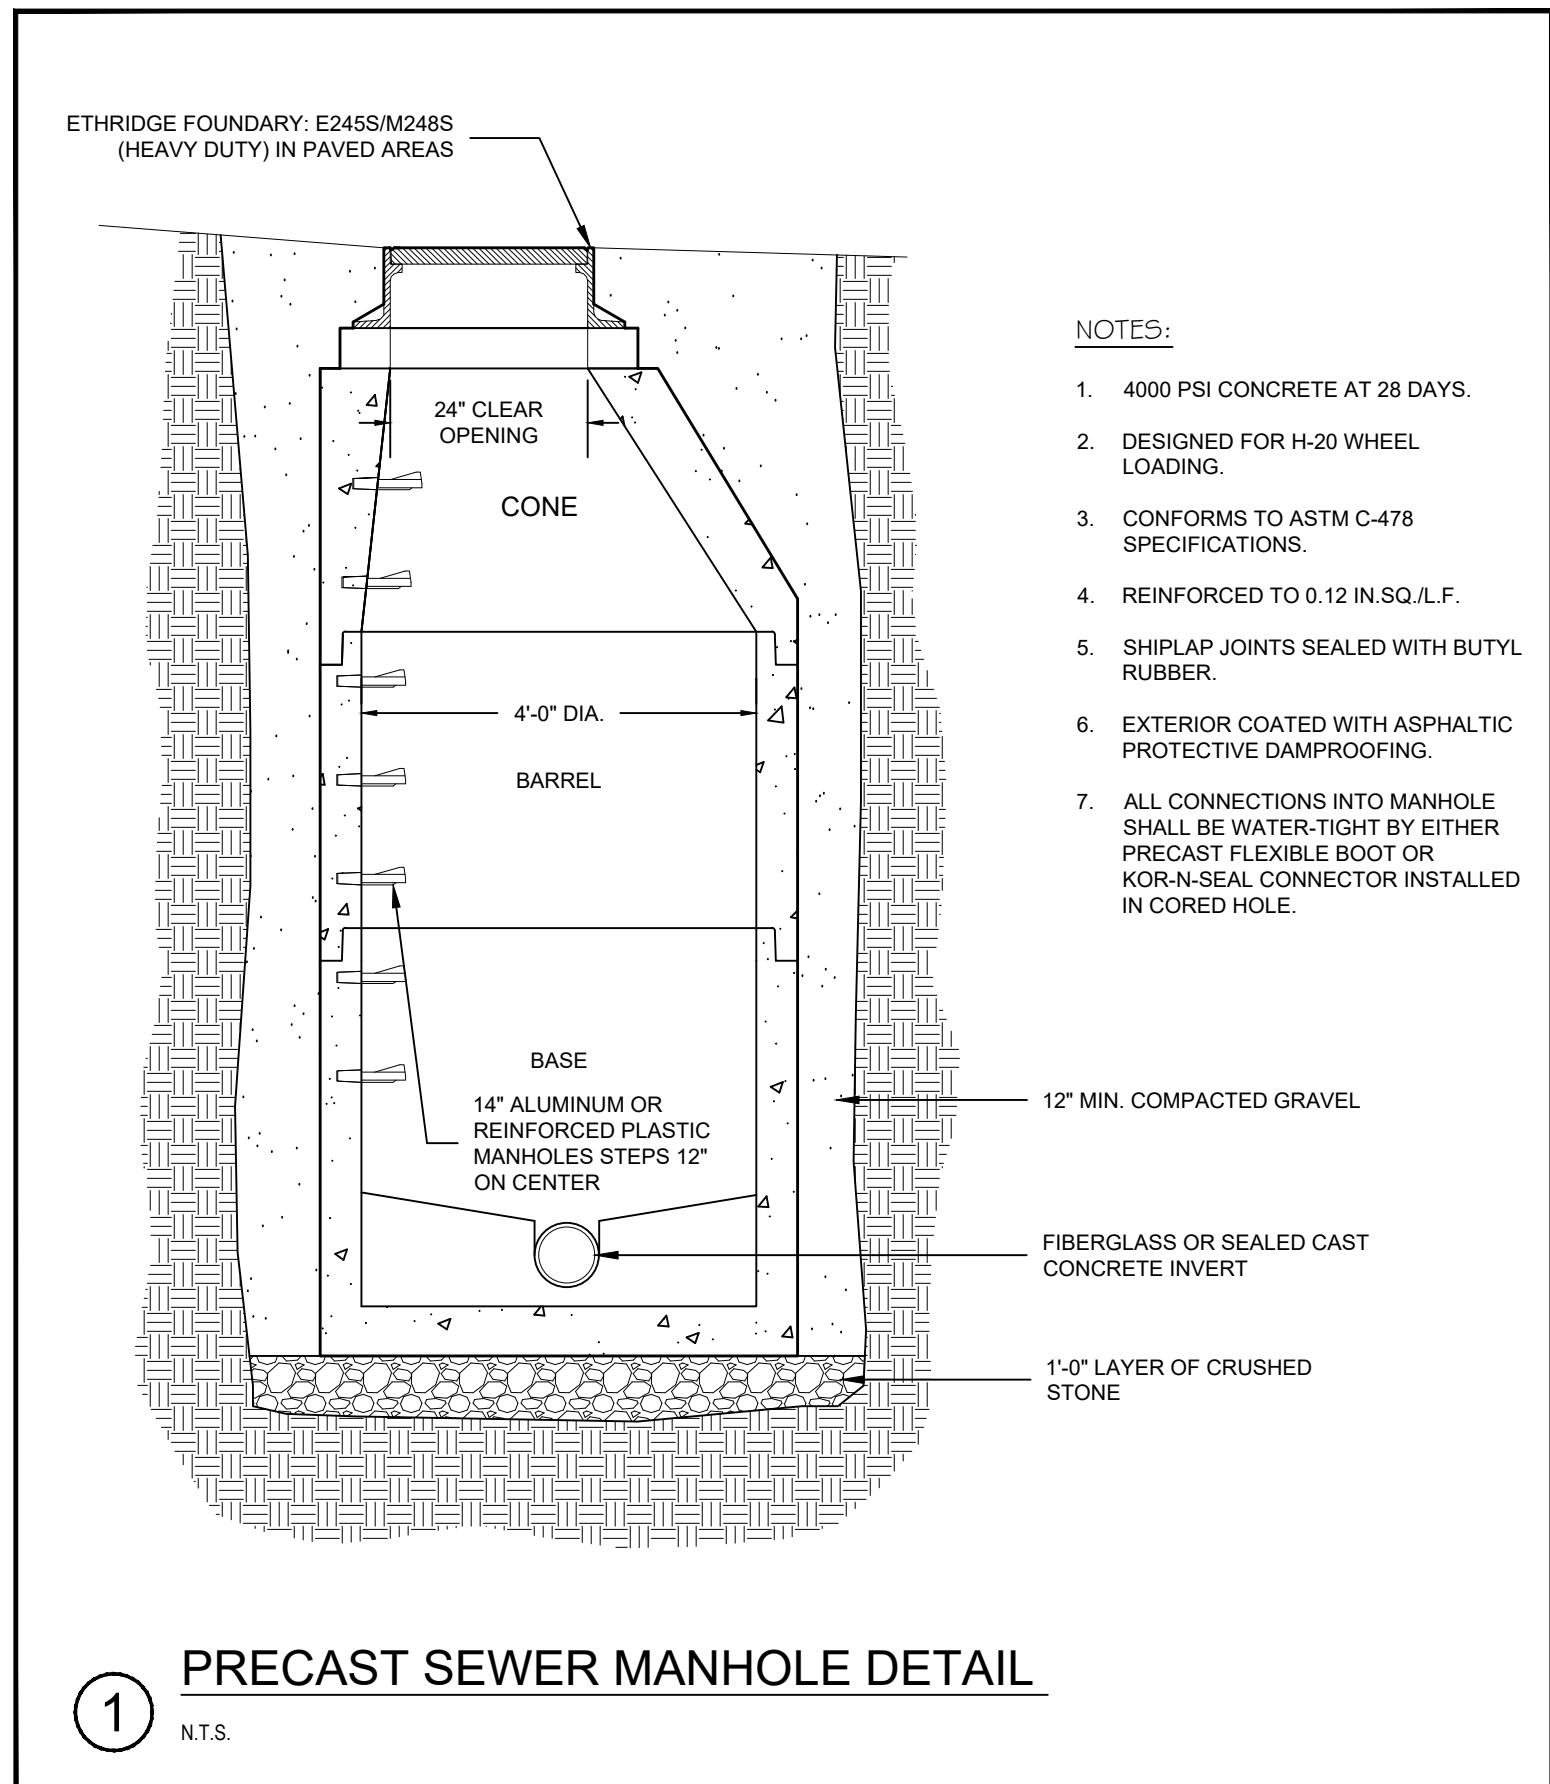 ETHRIDGE FOUNDARY: E245S/M248S
(HEAVY DUTY) IN PAVED AREAS
24" CLEAR
OPENING
CONE
4'-0" DIA.
BARREL
BASE
14" ALUMINUM OR
REINFORCED PLASTIC
MANHOLES STEPS 12"
ON CENTER
NOTES:
1. 4000 PSI CONCRETE AT 28 DAYS.
2. DESIGNED FOR H-20 WHEEL
LOADING.
3. CONFORMS TO ASTM C-478
SPECIFICATIONS.
4. REINFORCED TO 0.12 IN.SQ./L.F.
5. SHIPLAP JOINTS SEALED WITH BUTYL
RUBBER.
6. EXTERIOR COATED WITH ASPHALTIC
PROTECTIVE DAMPROOFING.
7. ALL CONNECTIONS INTO MANHOLE
SHALL BE WATER-TIGHT BY EITHER
PRECAST FLEXIBLE BOOT OR
KOR-N-SEAL CONNECTOR INSTALLED
IN CORED HOLE.
12" MIN. COMPACTED GRAVEL
FIBERGLASS OR SEALED CAST
CONCRETE INVERT
1'-0" LAYER OF CRUSHED
STONE
1
PRECAST SEWER MANHOLE DETAIL
N.T.S.